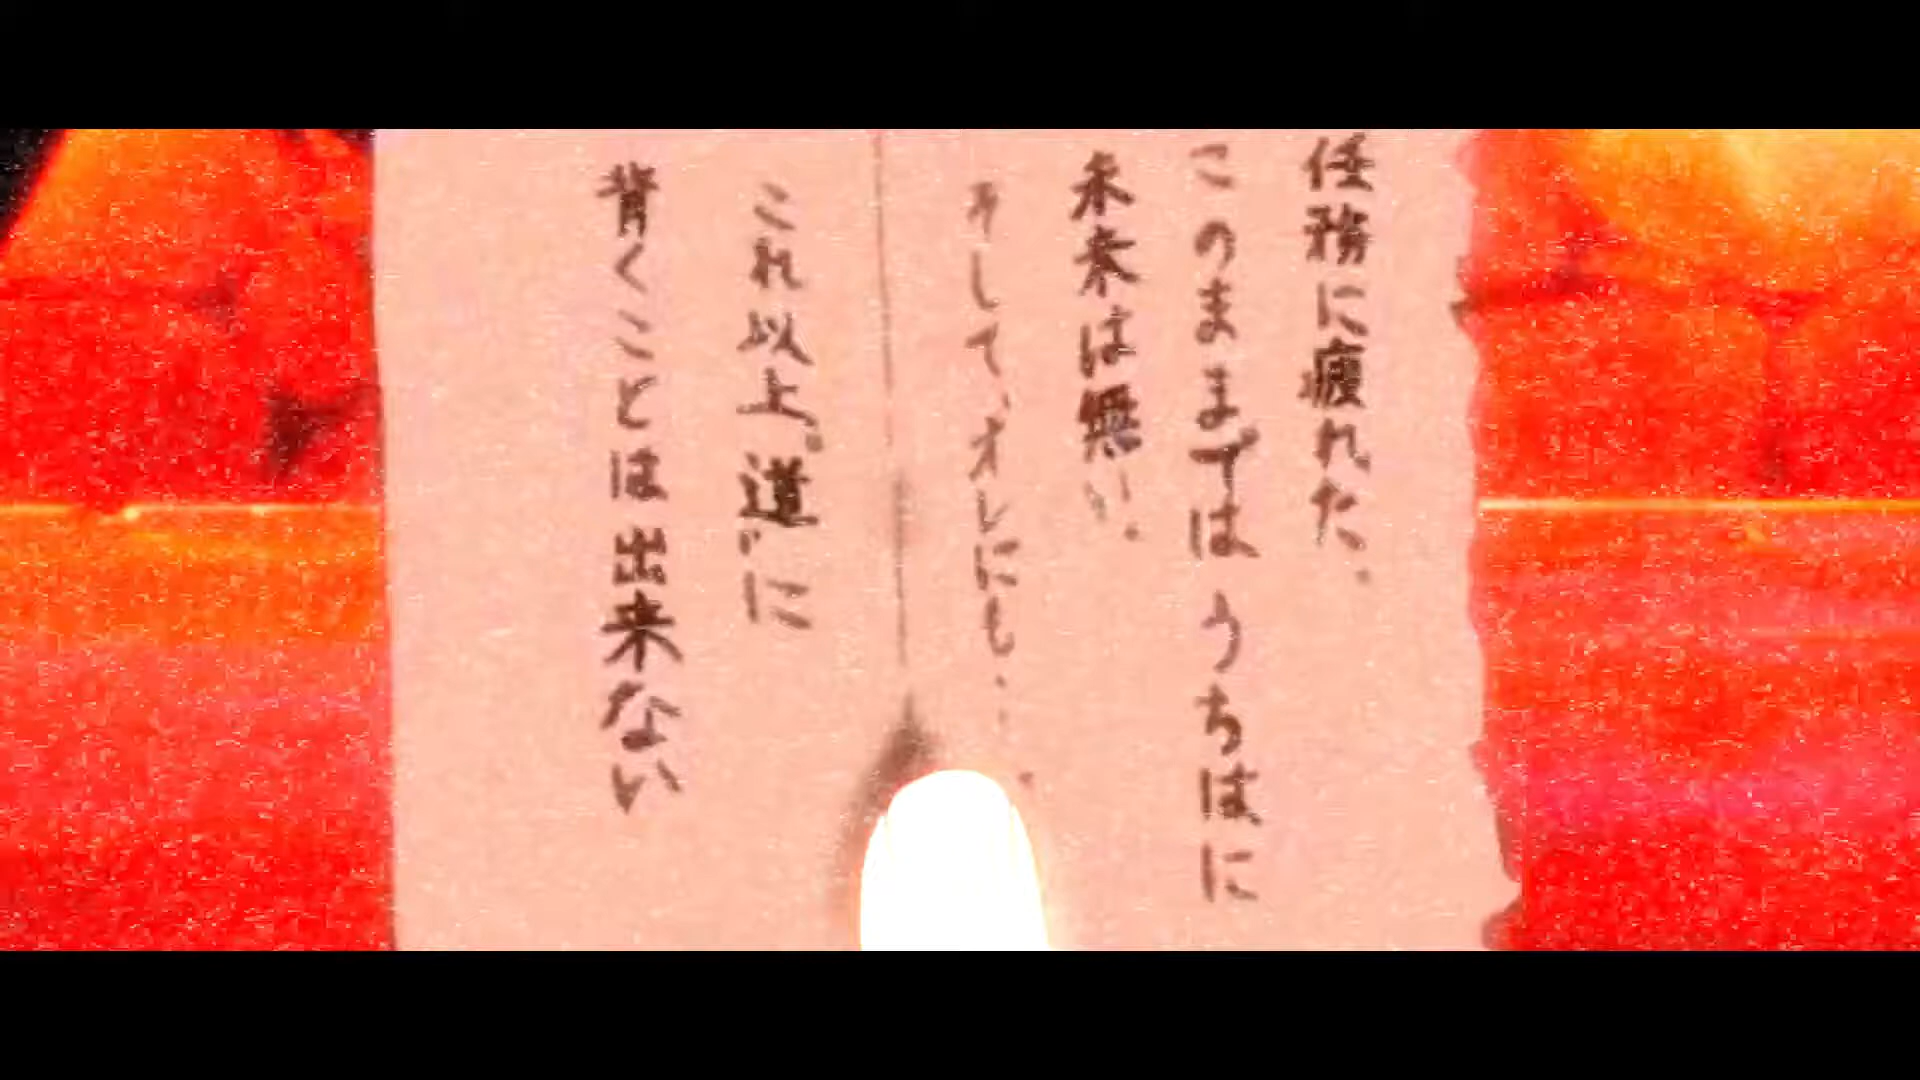 任務に疲れた。
このままでは うちはに
未来は無い。
そして、オレにも・・・
これ以上〝道〟に
背くことは出来ない